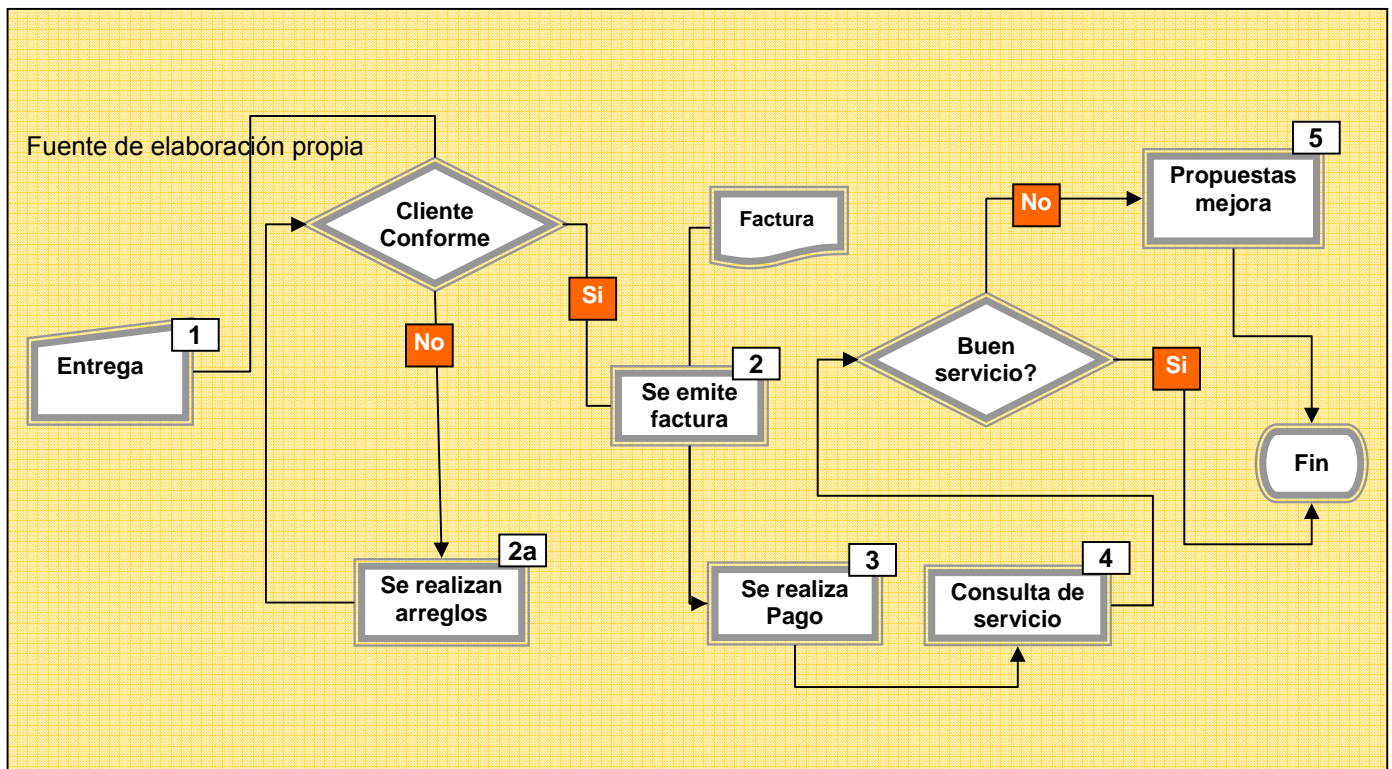 Fuente de elaboración propia
1
Entrega
Cliente
Conforme
No
Si
2a
Se realizan
arreglos
Factura
2
Se emite
factura
3
Se realiza
Pago
4
Consulta de
servicio
Buen
servicio?
No
Si
5
Propuestas
mejora
Fin